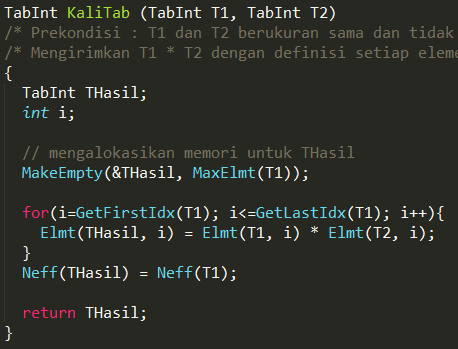 TabInt KaliTab (TabInt T1, TabInt T2)
/* Prekondisi : T1 dan T2 berukuran sama dan tidak
/* Mengirimkan T1 * T2 dengan definisi setiap eleme
{
  TabInt THasil;
  int i;

  // mengalokasikan memori untuk THasil
  MakeEmpty(&THasil, MaxElmt(T1));

  for(i=GetFirstIdx(T1); i<=GetLastIdx(T1); i++){
    Elmt(THasil, i) = Elmt(T1, i) * Elmt(T2, i);
  }
  Neff(THasil) = Neff(T1);

  return THasil;
}